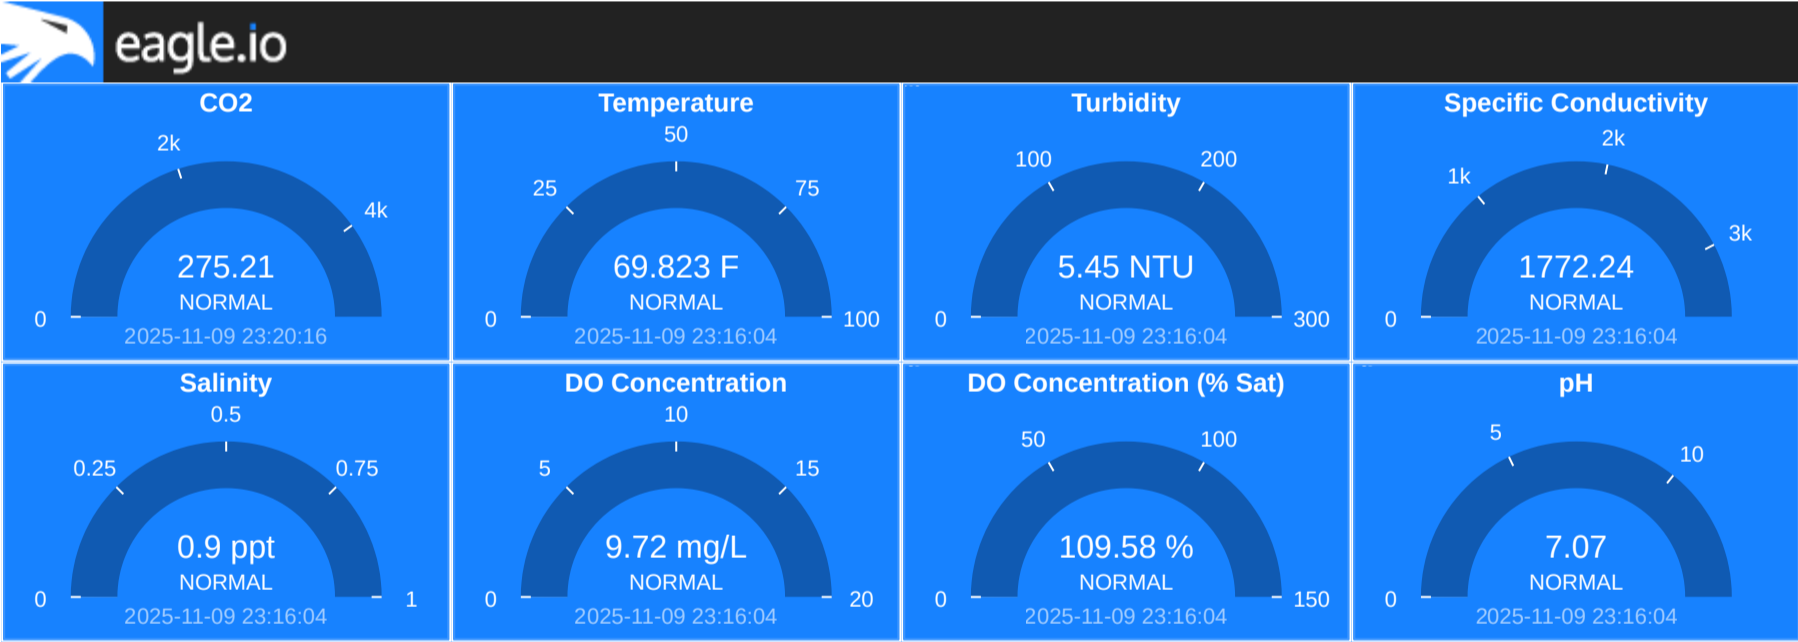 eagle.io
CO2
2k
4k
275.21
NORMAL
0
2025-11-09 23:20:16
Temperature
50
25
75
69.823 F
NORMAL
0
100
2025-11-09 23:16:04
Turbidity
100
200
5.45 NTU
NORMAL
0
300
2025-11-09 23:16:04
Specific Conductivity
2k
1k
3k
1772.24
NORMAL
0
2025-11-09 23:16:04
Salinity
0.5
0.25
0.75
0.9 ppt
NORMAL
0
1
2025-11-09 23:16:04
DO Concentration
10
5
15
9.72 mg/L
NORMAL
0
20
2025-11-09 23:16:04
DO Concentration (% Sat)
50
100
109.58 %
NORMAL
0
150
2025-11-09 23:16:04
pH
5
10
7.07
NORMAL
0
2025-11-09 23:16:04